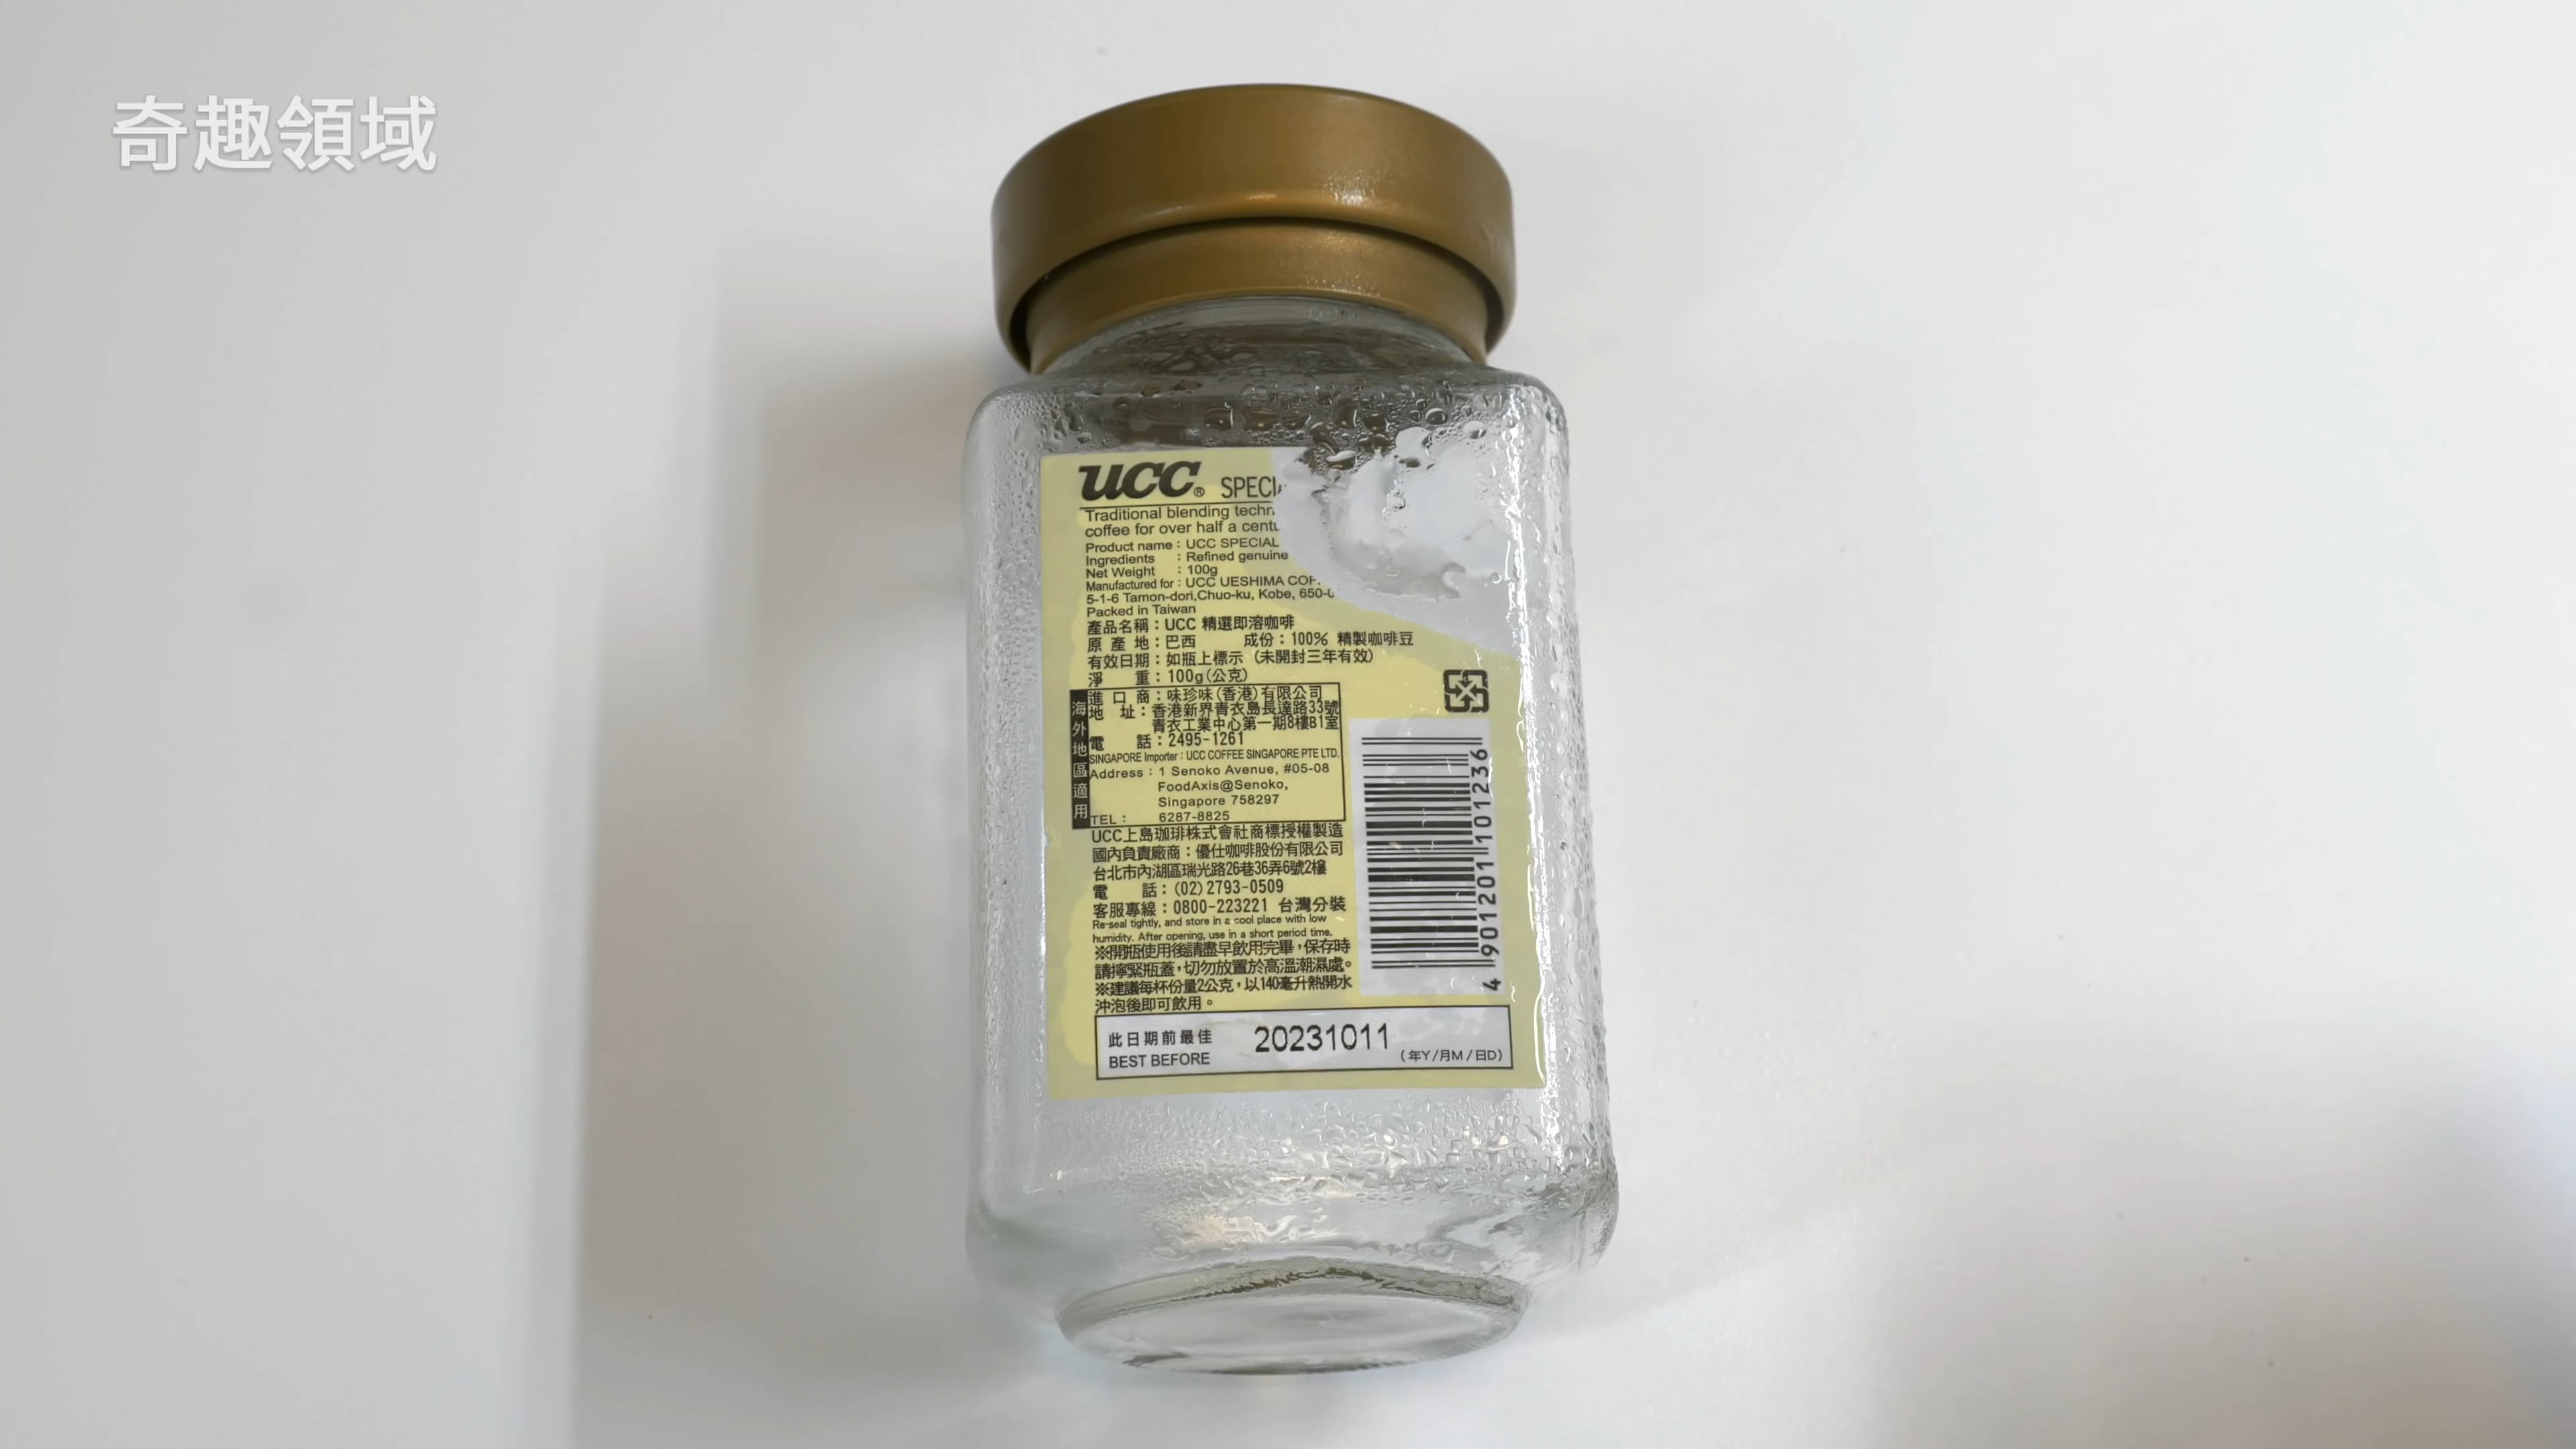 奇趣領域
ucc® SPECI
Traditional blending techn
coffee for over half a centu
Product name : UCC SPECIAL
Ingredients : Refined genuine
Net Weight : 100g
Manufactured for : UCC UESHIMA COF
5-1-6 Tamon-dori,Chuo-ku, Kobe, 650-0
Packed in Taiwan
產品名稱：UCC 精選即溶咖啡
原產地：巴西 成份：100% 精製咖啡豆
有效日期：如瓶上標示（未開封三年有效）
淨重：100g(公克)
海外地區適用
進口商：味珍味(香港)有限公司
地址：香港新界青衣島長達路33號
青衣工業中心第一期8樓B1室
電話：2495-1261
SINGAPORE Importer : UCC COFFEE SINGAPORE PTE LTD.
Address : 1 Senoko Avenue, #05-08
FoodAxis@Senoko,
Singapore 758297
TEL : 6287-8825
UCC上島珈琲株式會社商標授權製造
國內負責廠商：優仕咖啡股份有限公司
台北市內湖區瑞光路26巷36弄6號2樓
電話：(02)2793-0509
客服專線：0800-223221 台灣分裝
Re-seal tightly, and store in a cool place with low
humidity. After opening, use in a short period time.
※開瓶使用後請盡早飲用完畢，保存時
請擰緊瓶蓋，切勿放置於高溫潮濕處。
※建議每杯份量2公克，以140毫升熱開水
沖泡後即可飲用。
4 901201 101236
此日期前最佳 20231011
BEST BEFORE （年Y/月M/日D）